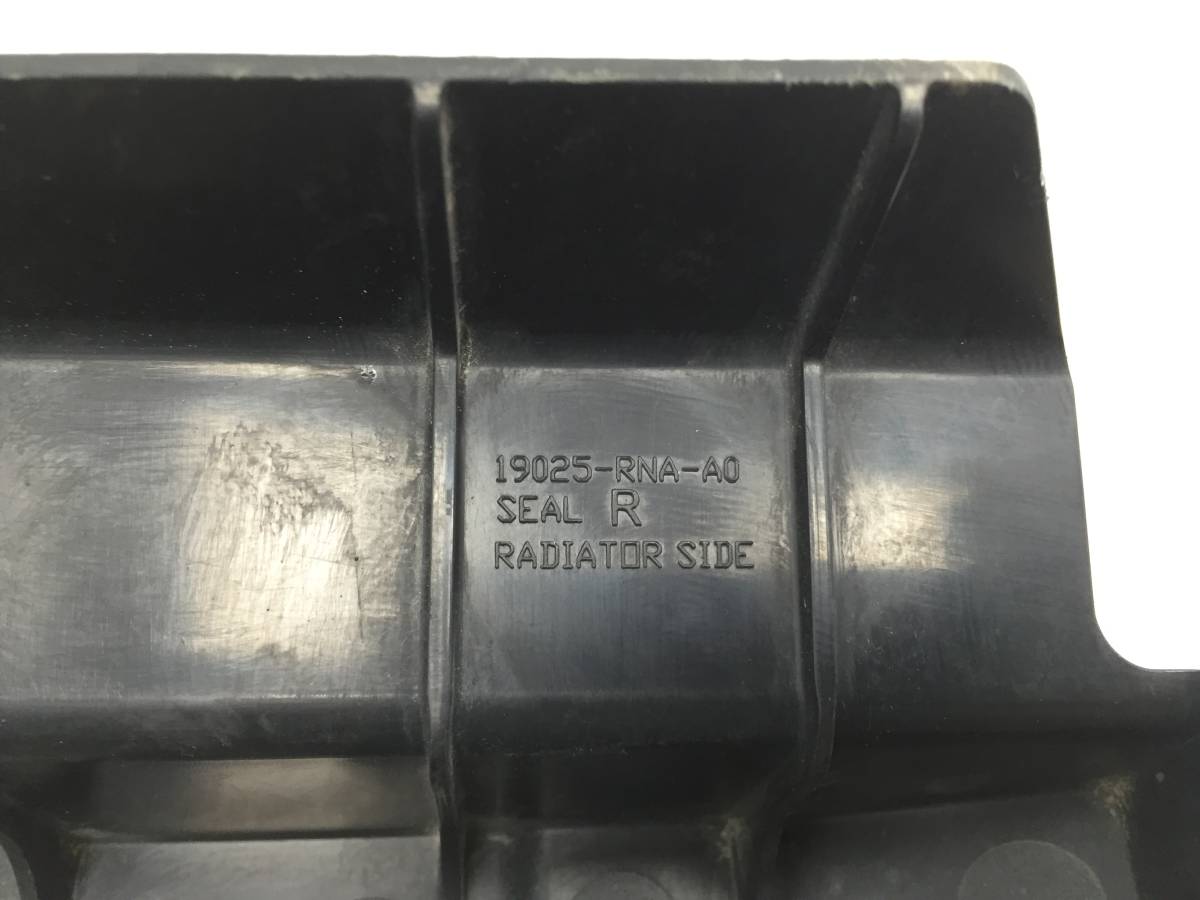 19025-RNA-A0
SEAL R
RADIATOR SIDE